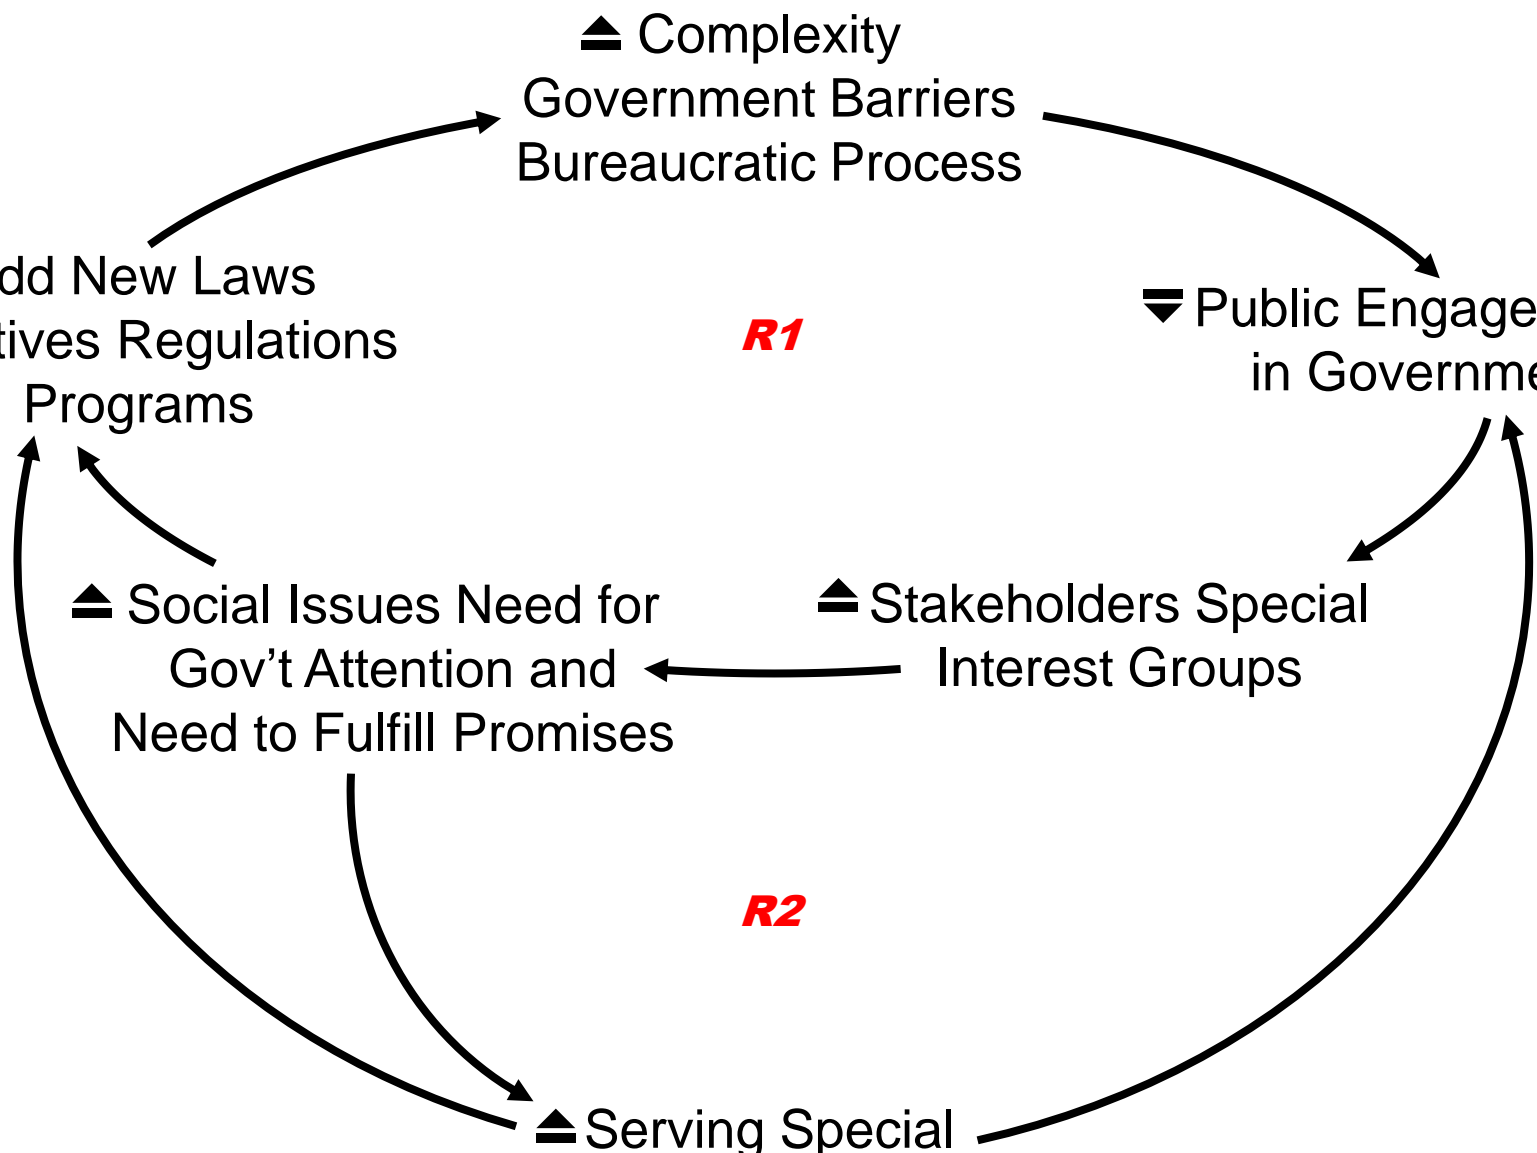 Complexity
Government Barriers
Bureaucratic Process
dd New Laws
tives Regulations
Programs
R1
Public Engage
in Governme
Social Issues Need for
Gov’t Attention and
Need to Fulfill Promises
Stakeholders Special
Interest Groups
R2
Serving Special